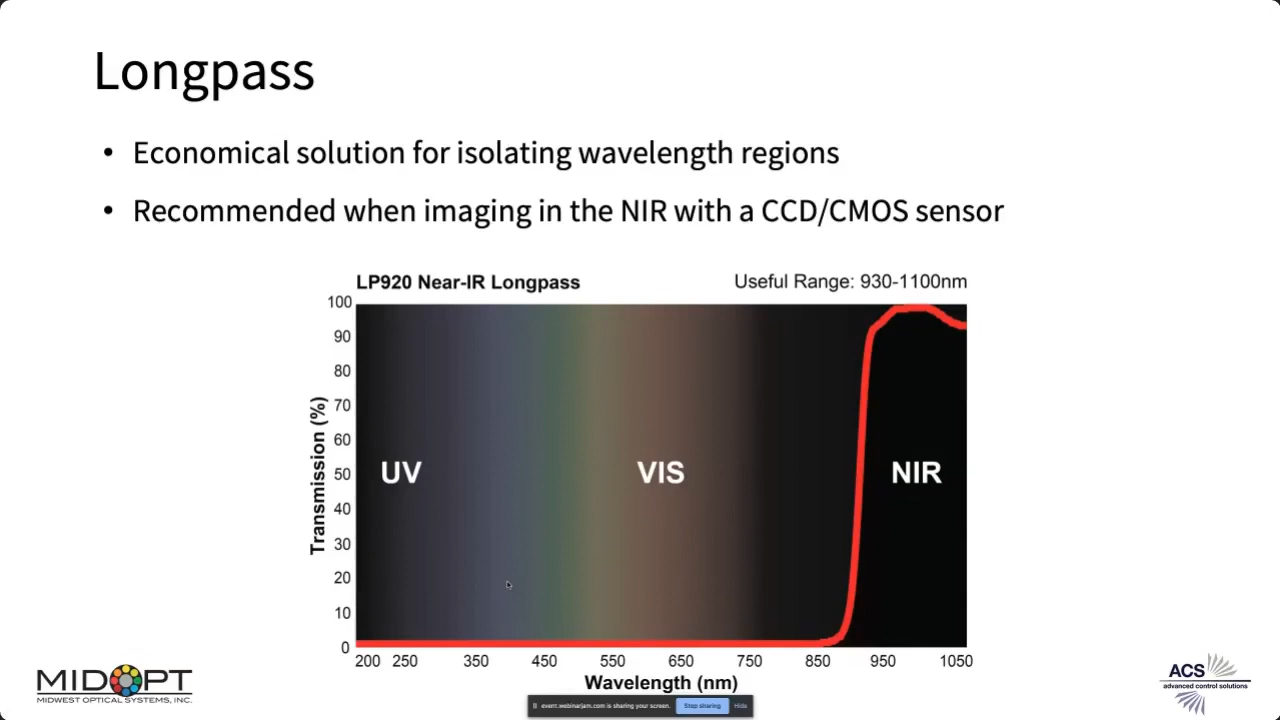 Longpass
• Economical solution for isolating wavelength regions
• Recommended when imaging in the NIR with a CCD/CMOS sensor
LP920 Near-IR Longpass
Useful Range: 930-1100nm
100
90
80
70
60
50
40
30
20
10
0
Transmission (%)
UV
VIS
NIR
200 250 350 450 550 650 750 850 950 1050
Wavelength (nm)
MIDOPT
MIDWEST OPTICAL SYSTEMS, INC.
event.webinarjam.com is sharing your screen. Stop sharing Hide
ACS
advanced control solutions